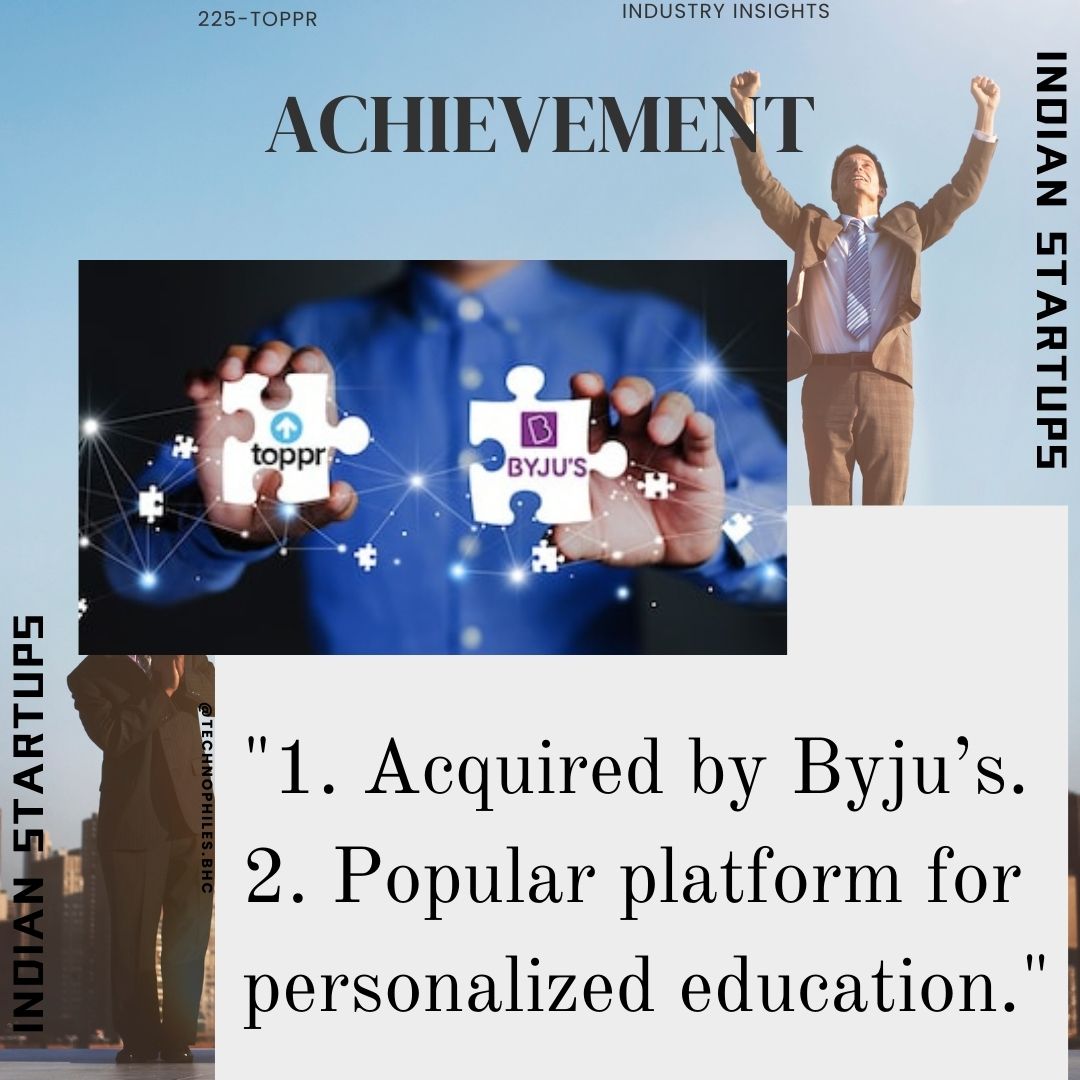 225-TOPPR
INDUSTRY INSIGHTS
ACHIEVEMENT
INDIAN STARTUPS
toppr
BYJU'S
INDIAN STARTUPS
@TECHNOPHILES.BHC
"1. Acquired by Byju’s.
2. Popular platform for
personalized education."